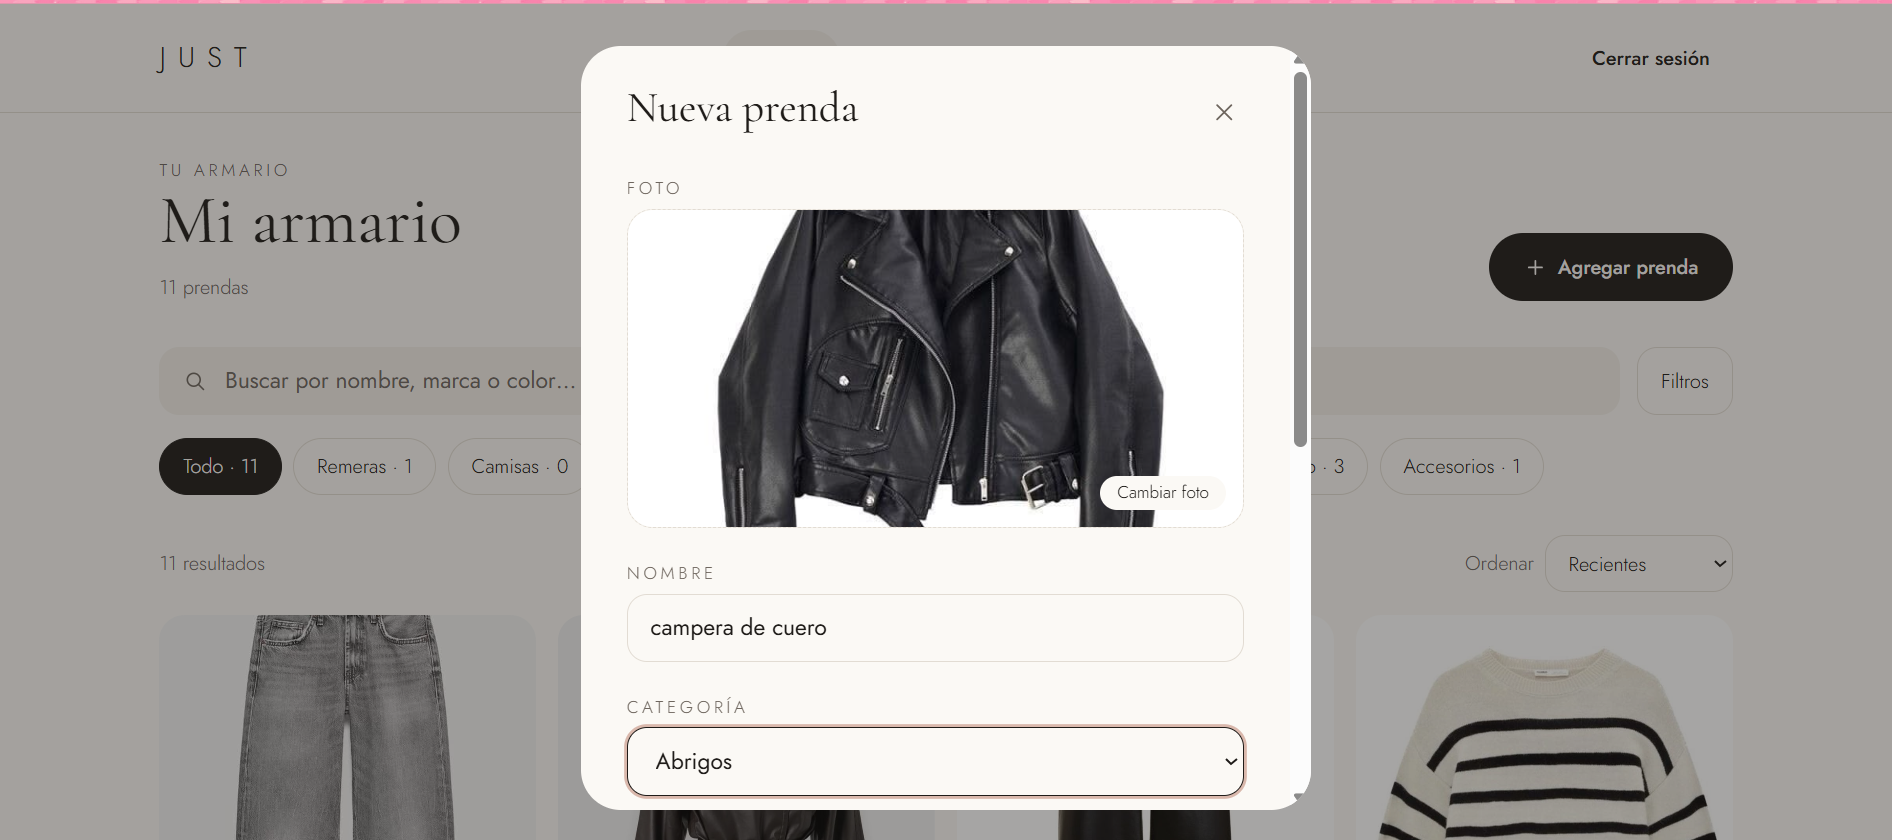 JUST
Cerrar sesión
TU ARMARIO
Mi armario
11 prendas
Agregar prenda
Buscar por nombre, marca o color...
Filtros
Todo · 11
Remeras · 1
Camisas · 0
· 3
Accesorios · 1
11 resultados
Ordenar
Recientes
Nueva prenda
FOTO
Cambiar foto
NOMBRE
campera de cuero
CATEGORÍA
Abrigos